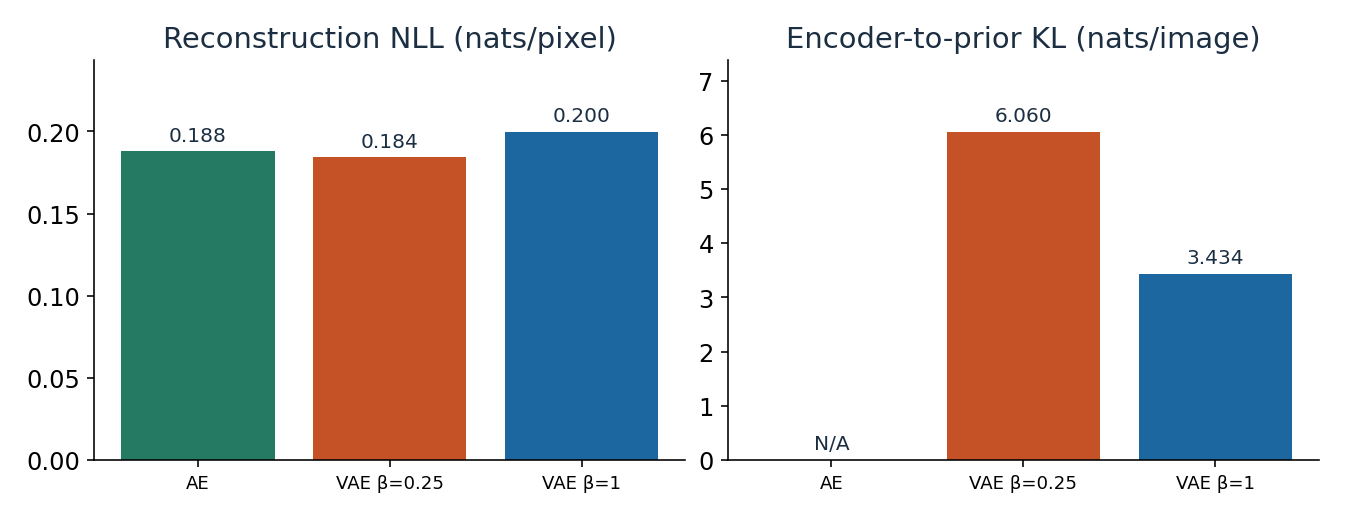 Reconstruction NLL (nats/pixel)
0.20
0.15
0.10
0.05
0.00
0.188
0.184
0.200
AE
VAE β=0.25
VAE β=1
Encoder-to-prior KL (nats/image)
7
6
5
4
3
2
1
0
N/A
6.060
3.434
AE
VAE β=0.25
VAE β=1